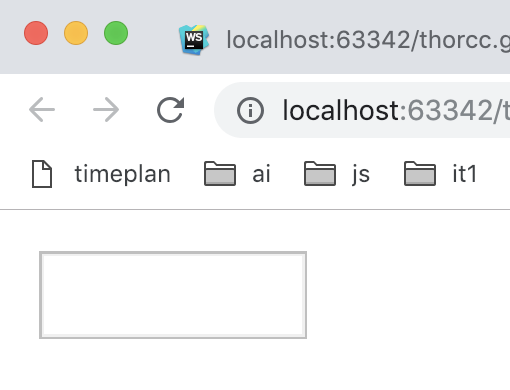 WS
localhost:63342/thorcc.g
localhost:63342/t
timeplan ai js it1